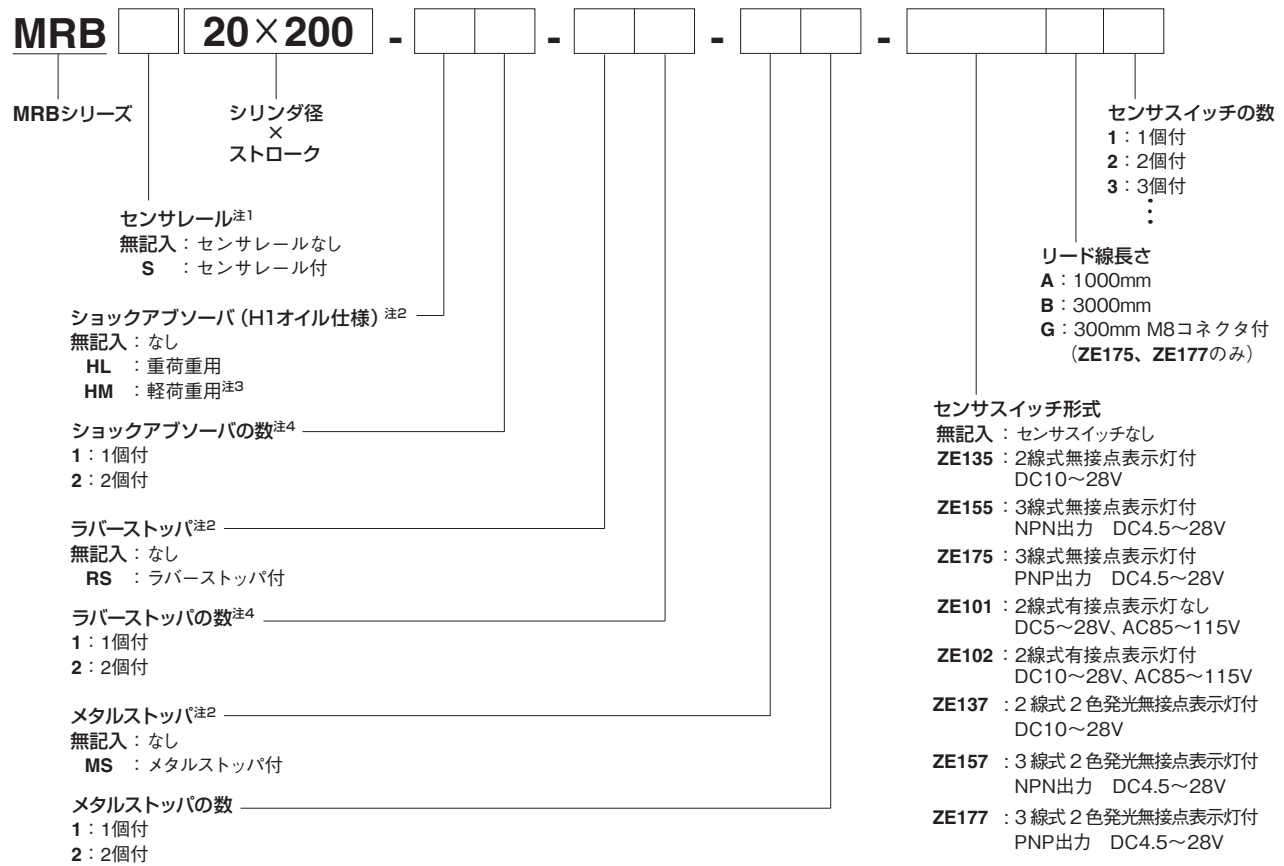 MRB 20×200 - - - -
MRBシリーズ
シリンダ径
×
ストローク
センサレール注1
無記入：センサレールなし
S ：センサレール付
ショックアブソーバ（H1オイル仕様）注2
無記入：なし
HL ：重荷重用
HM ：軽荷重用注3
ショックアブソーバの数注4
1：1個付
2：2個付
ラバーストッパ注2
無記入：なし
RS ：ラバーストッパ付
ラバーストッパの数注4
1：1個付
2：2個付
メタルストッパ注2
無記入：なし
MS ：メタルストッパ付
メタルストッパの数
1：1個付
2：2個付
センサスイッチの数
1：1個付
2：2個付
3：3個付
⋮
リード線長さ
A：1000mm
B：3000mm
G：300mm M8コネクタ付
（ZE175、ZE177のみ）
センサスイッチ形式
無記入：センサスイッチなし
ZE135：2線式無接点表示灯付
DC10〜28V
ZE155：3線式無接点表示灯付
NPN出力 DC4.5〜28V
ZE175：3線式無接点表示灯付
PNP出力 DC4.5〜28V
ZE101：2線式有接点表示灯なし
DC5〜28V、AC85〜115V
ZE102：2線式有接点表示灯付
DC10〜28V、AC85〜115V
ZE137 ：2線式2色発光無接点表示灯付
DC10〜28V
ZE157 ：3線式2色発光無接点表示灯付
NPN出力 DC4.5〜28V
ZE177 ：3線式2色発光無接点表示灯付
PNP出力 DC4.5〜28V